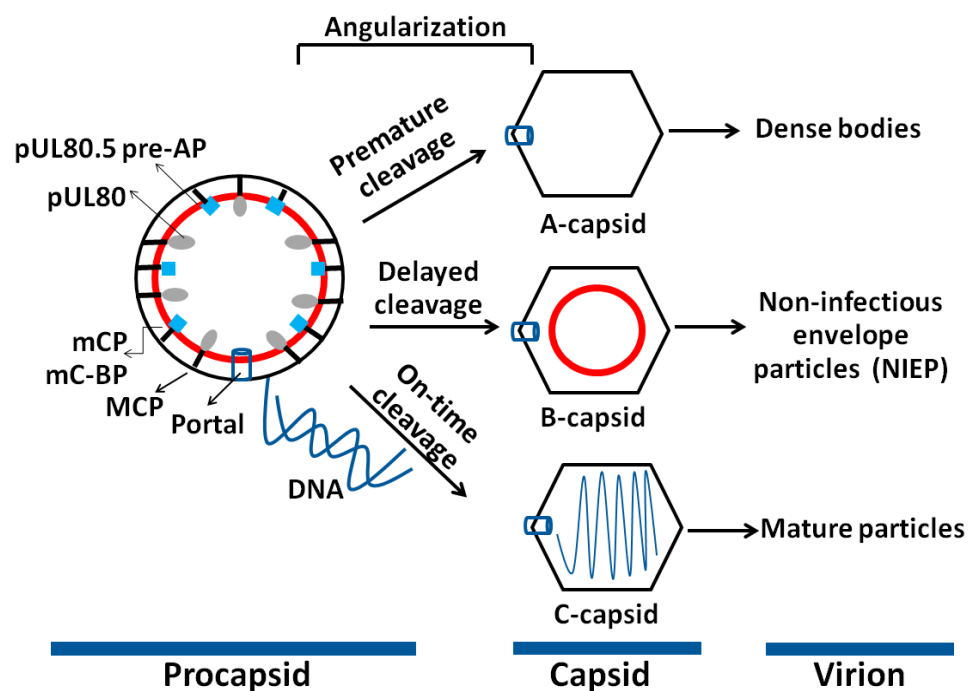 Angularization
pUL80.5 pre-AP
pUL80
mCP
mC-BP
MCP
Portal
DNA
Premature
cleavage
A-capsid
Dense bodies
Delayed
cleavage
B-capsid
Non-infectious
envelope
particles (NIEP)
On-time
cleavage
C-capsid
Mature particles
Procapsid
Capsid
Virion